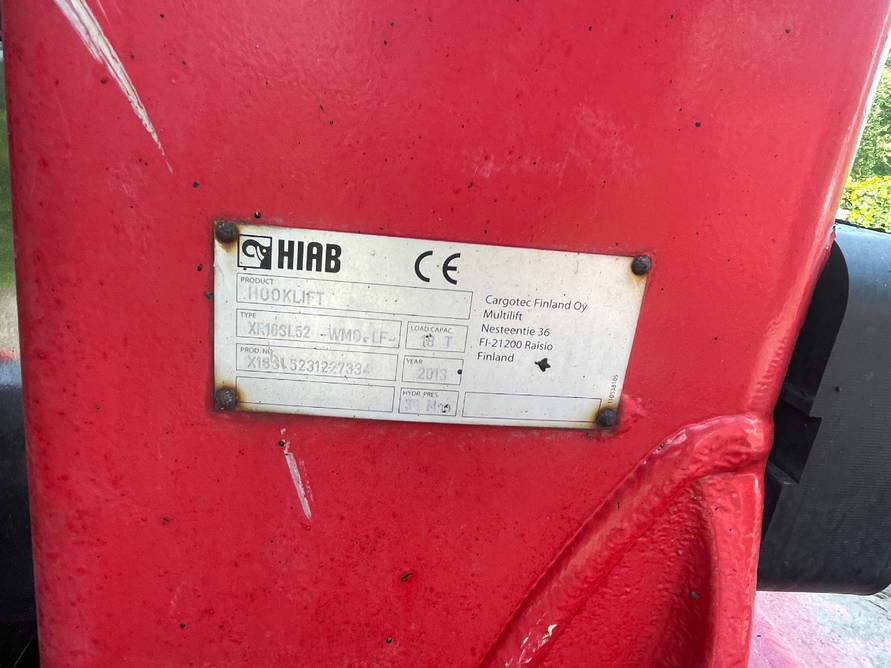 HIAB
CE
PRODUCT
HOOKLIFT
TYPE
LOAD CAPAC.
18 T
PROD. NO.
YEAR
2013
HYDR. PRES.
Cargotec Finland Oy
Multilift
Nesteentie 36
FI-21200 Raisio
Finland